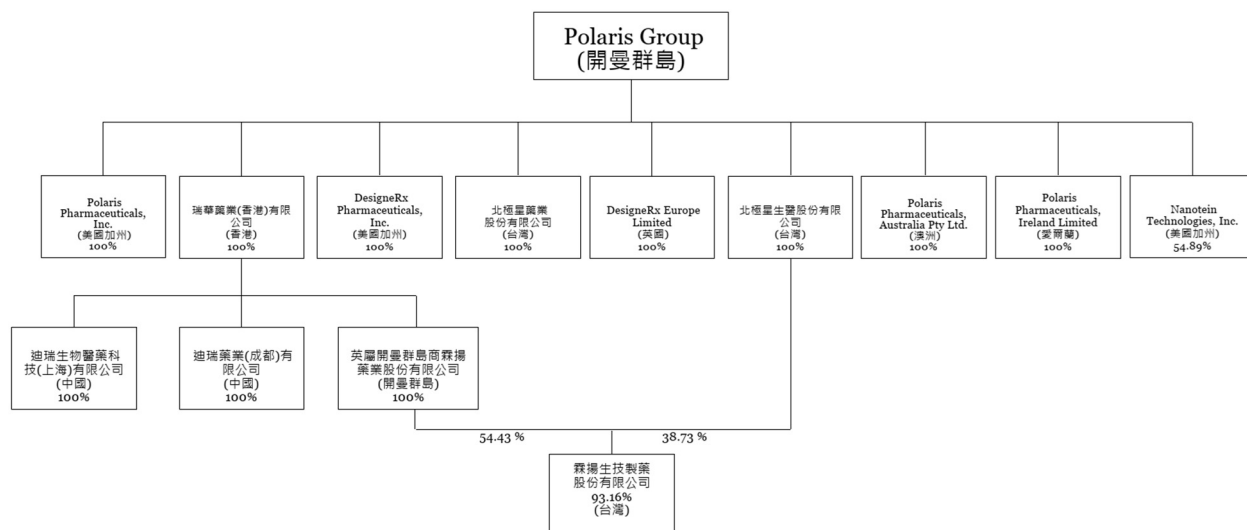 Polaris Group
(開曼群島)
Polaris
Pharmaceuticals,
Inc.
(美國加州)
100%
瑞華藥業(香港)有限
公司
(香港)
100%
DesigneRx
Pharmaceuticals,
Inc.
(美國加州)
100%
北極星藥業
股份有限公司
(台灣)
100%
DesigneRx Europe
Limited
(英國)
100%
北極星生醫股份有限
公司
(台灣)
100%
Polaris
Pharmaceuticals,
Australia Pty Ltd.
(澳洲)
100%
Polaris
Pharmaceuticals,
Ireland Limited
(愛爾蘭)
100%
Nanotein
Technologies, Inc.
(美國加州)
54.89%
迪瑞生物醫藥科
技(上海)有限公司
(中國)
100%
迪瑞藥業(成都)有
限公司
(中國)
100%
英屬開曼群島商霖揚
藥業股份有限公司
(開曼群島)
100%
54.43 %
38.73 %
霖揚生技製藥
股份有限公司
93.16%
(台灣)